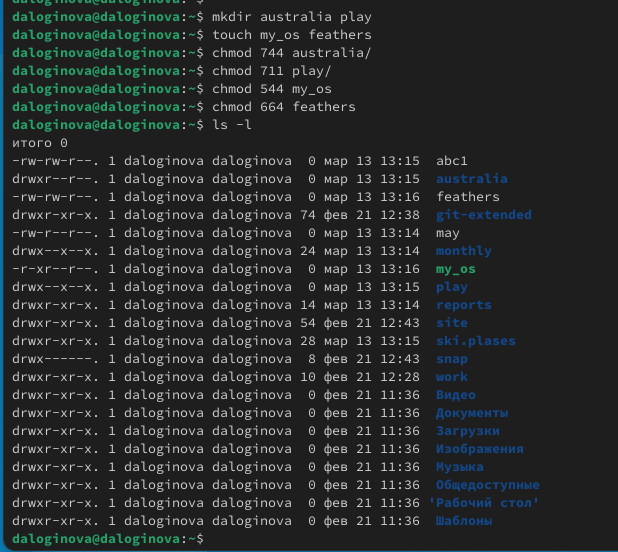 daloginova@daloginova:~$ mkdir australia play
daloginova@daloginova:~$ touch my_os feathers
daloginova@daloginova:~$ chmod 744 australia/
daloginova@daloginova:~$ chmod 711 play/
daloginova@daloginova:~$ chmod 544 my_os
daloginova@daloginova:~$ chmod 664 feathers
daloginova@daloginova:~$ ls -l
итого 0
-rw-rw-r--. 1 daloginova daloginova  0 мар 13 13:15  abc1
drwxr--r--. 1 daloginova daloginova  0 мар 13 13:15  australia
-rw-rw-r--. 1 daloginova daloginova  0 мар 13 13:16  feathers
drwxr-xr-x. 1 daloginova daloginova 74 фев 21 12:38  git-extended
-rw-r--r--. 1 daloginova daloginova  0 мар 13 13:14  may
drwx--x--x. 1 daloginova daloginova 24 мар 13 13:14  monthly
-r-xr--r--. 1 daloginova daloginova  0 мар 13 13:16  my_os
drwx--x--x. 1 daloginova daloginova  0 мар 13 13:15  play
drwxr-xr-x. 1 daloginova daloginova 14 мар 13 13:14  reports
drwxr-xr-x. 1 daloginova daloginova 54 фев 21 12:43  site
drwxr-xr-x. 1 daloginova daloginova 28 мар 13 13:15  ski.plases
drwx------. 1 daloginova daloginova  8 фев 21 12:43  snap
drwxr-xr-x. 1 daloginova daloginova 10 фев 21 12:28  work
drwxr-xr-x. 1 daloginova daloginova  0 фев 21 11:36  Видео
drwxr-xr-x. 1 daloginova daloginova  0 фев 21 11:36  Документы
drwxr-xr-x. 1 daloginova daloginova  0 фев 21 11:36  Загрузки
drwxr-xr-x. 1 daloginova daloginova  0 фев 21 11:36  Изображения
drwxr-xr-x. 1 daloginova daloginova  0 фев 21 11:36  Музыка
drwxr-xr-x. 1 daloginova daloginova  0 фев 21 11:36  Общедоступные
drwxr-xr-x. 1 daloginova daloginova  0 фев 21 11:36 'Рабочий стол'
drwxr-xr-x. 1 daloginova daloginova  0 фев 21 11:36  Шаблоны
daloginova@daloginova:~$